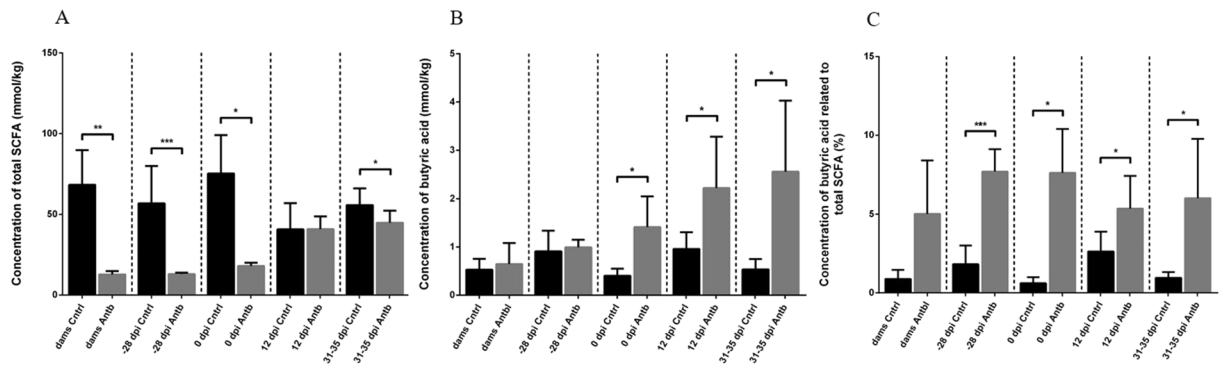 A
Concentration of total SCFA (mmol/kg)
150
100
50
0
**
***
*
*
dams Cntrl
dams Antb
-28 dpi Cntrl
-28 dpi Antb
0 dpi Cntrl
0 dpi Antb
12 dpi Cntrl
12 dpi Antb
31-35 dpi Cntrl
31-35 dpi Antb
B
Concentration of butyric acid (mmol/kg)
5
4
3
2
1
0
*
*
*
dams Cntrl
dams Antbl
-28 dpi Cntrl
-28 dpi Antb
0 dpi Cntrl
0 dpi Antb
12 dpi Cntrl
12 dpi Antb
31-35 dpi Cntrl
31-35 dpi Antb
C
Concentration of butyric acid related to
total SCFA (%)
15
10
5
0
***
*
*
*
dams Cntrl
dams Antbl
-28 dpi Cntrl
-28 dpi Antb
0 dpi Cntrl
0 dpi Antb
12 dpi Cntrl
12 dpi Antb
31-35 dpi Cntrl
31-35 dpi Antb